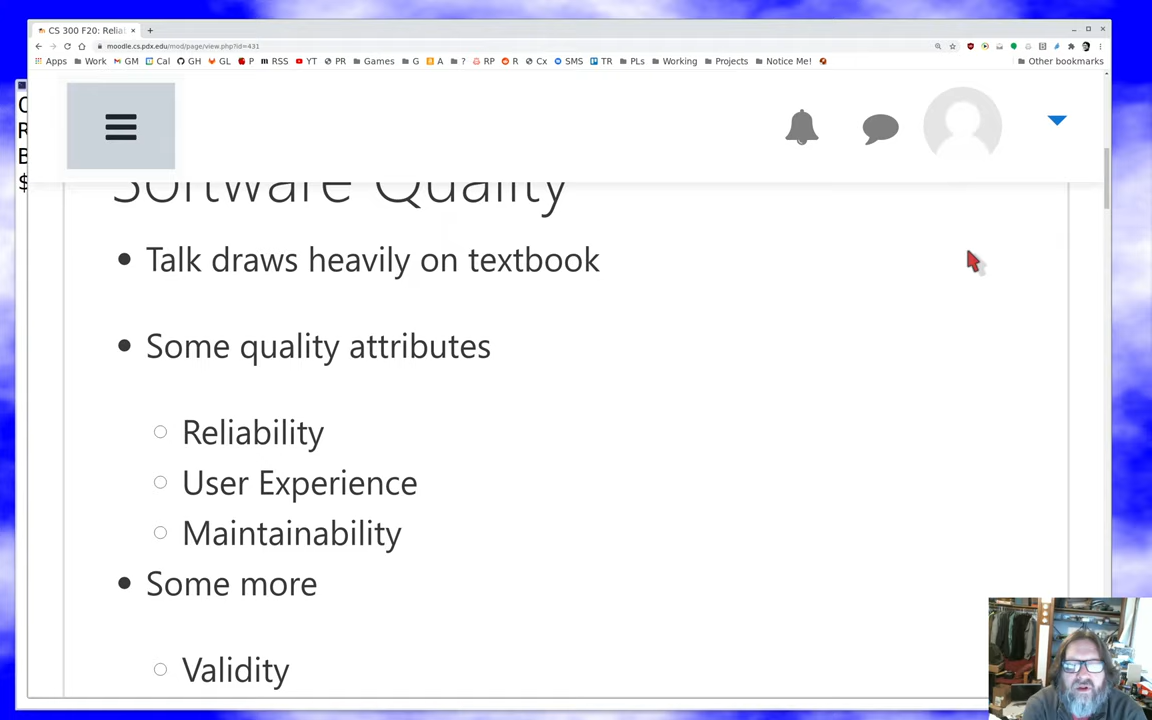 CS 300 F20: Relia
moodle.cs.pdx.edu/mod/page/view.php?id=431
Apps Work GM Cal GH GL P RSS YT PR Games G A ? RP R Cx SMS TR PLs Working Projects Notice Me! Other bookmarks
Software Quality
• Talk draws heavily on textbook
• Some quality attributes
○ Reliability
○ User Experience
○ Maintainability
• Some more
○ Validity
$